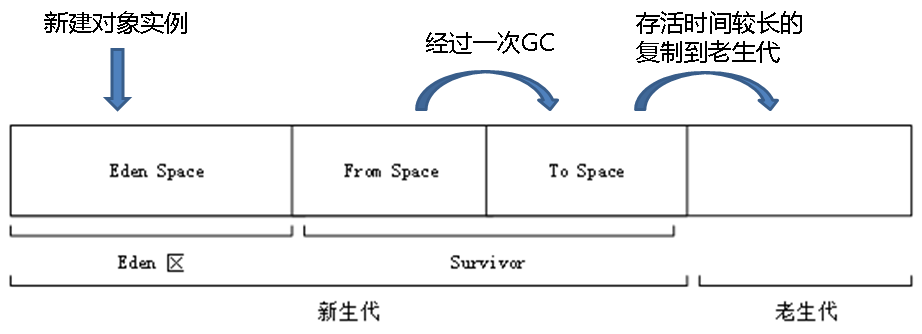 新建对象实例
经过一次GC
存活时间较长的
复制到老生代
Eden Space
From Space
To Space
Eden 区
Survivor
新生代
老生代